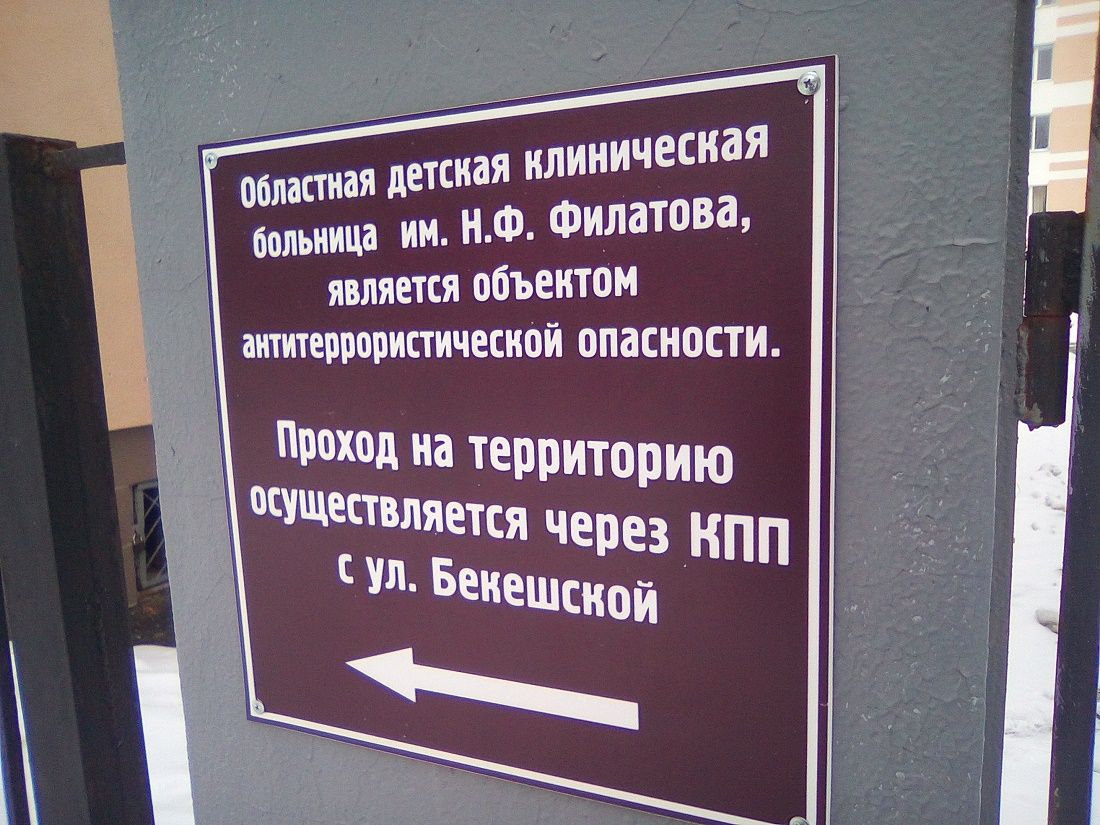 Областная детская клиническая
больница им. Н.Ф. Филатова,
является объектом
антитеррористической опасности.
Проход на территорию
осуществляется через КПП
с ул. Бекешской